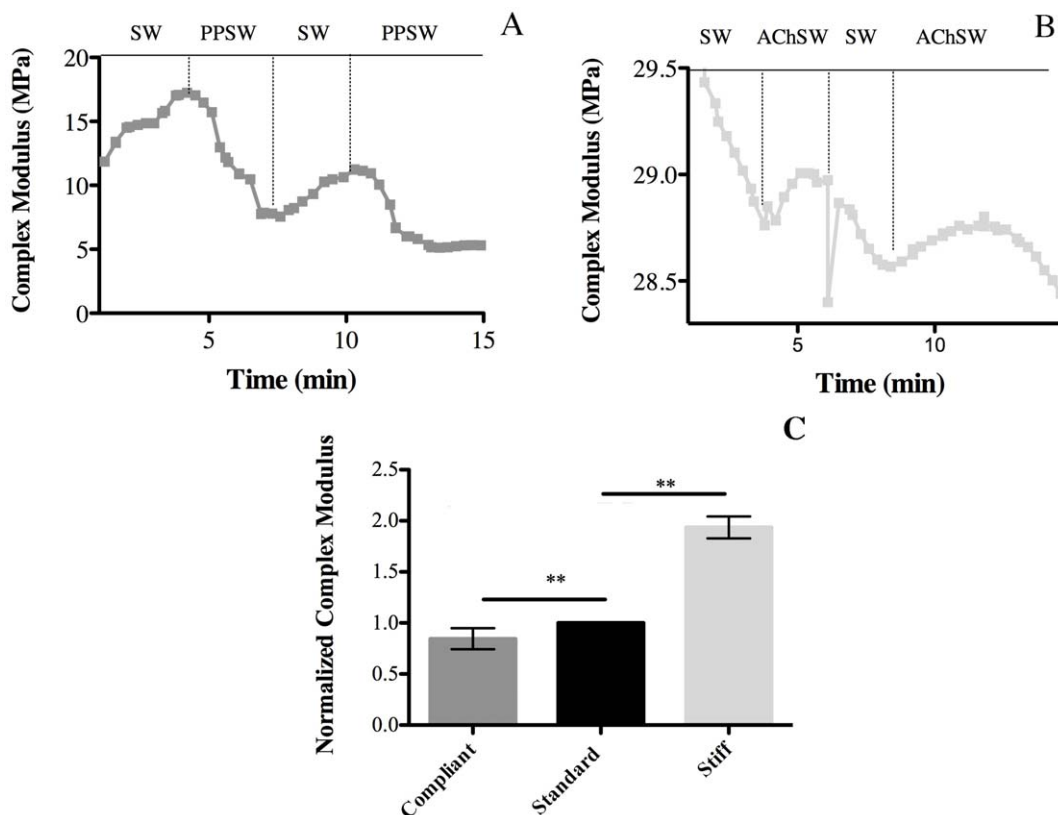 SW PPSW SW PPSW A
Complex Modulus (MPa)
20
15
10
5
0
5 10 15
Time (min)
SW AChSW SW AChSW B
Complex Modulus (MPa)
29.5
29.0
28.5
5 10
Time (min)
C
Normalized Complex Modulus
2.5
2.0
1.5
1.0
0.5
0.0
**
**
Compliant
Standard
Stiff